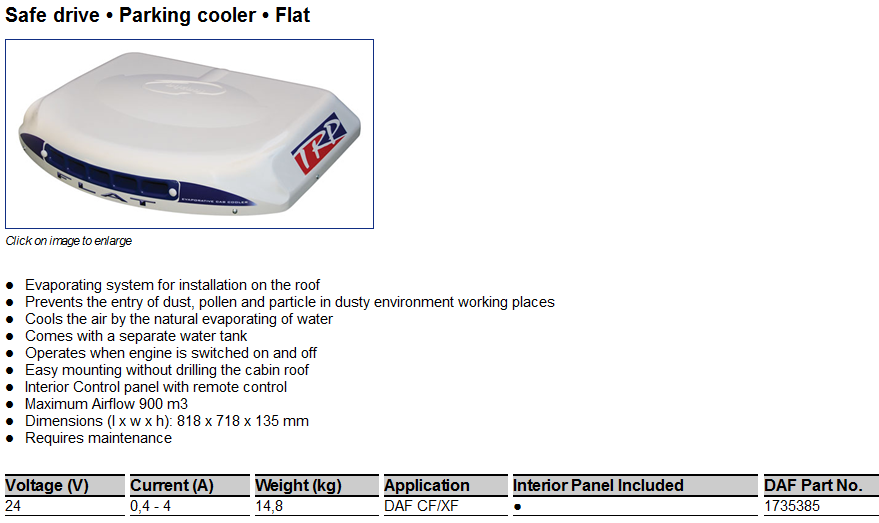 Safe drive • Parking cooler • Flat
TRP
FLAT
EVAPORATIVE CAB COOLER
Click on image to enlarge
● Evaporating system for installation on the roof
● Prevents the entry of dust, pollen and particle in dusty environment working places
● Cools the air by the natural evaporating of water
● Comes with a separate water tank
● Operates when engine is switched on and off
● Easy mounting without drilling the cabin roof
● Interior Control panel with remote control
● Maximum Airflow 900 m3
● Dimensions (l x w x h): 818 x 718 x 135 mm
● Requires maintenance
Voltage (V) Current (A) Weight (kg) Application Interior Panel Included DAF Part No.
24 0,4 - 4 14,8 DAF CF/XF ● 1735385